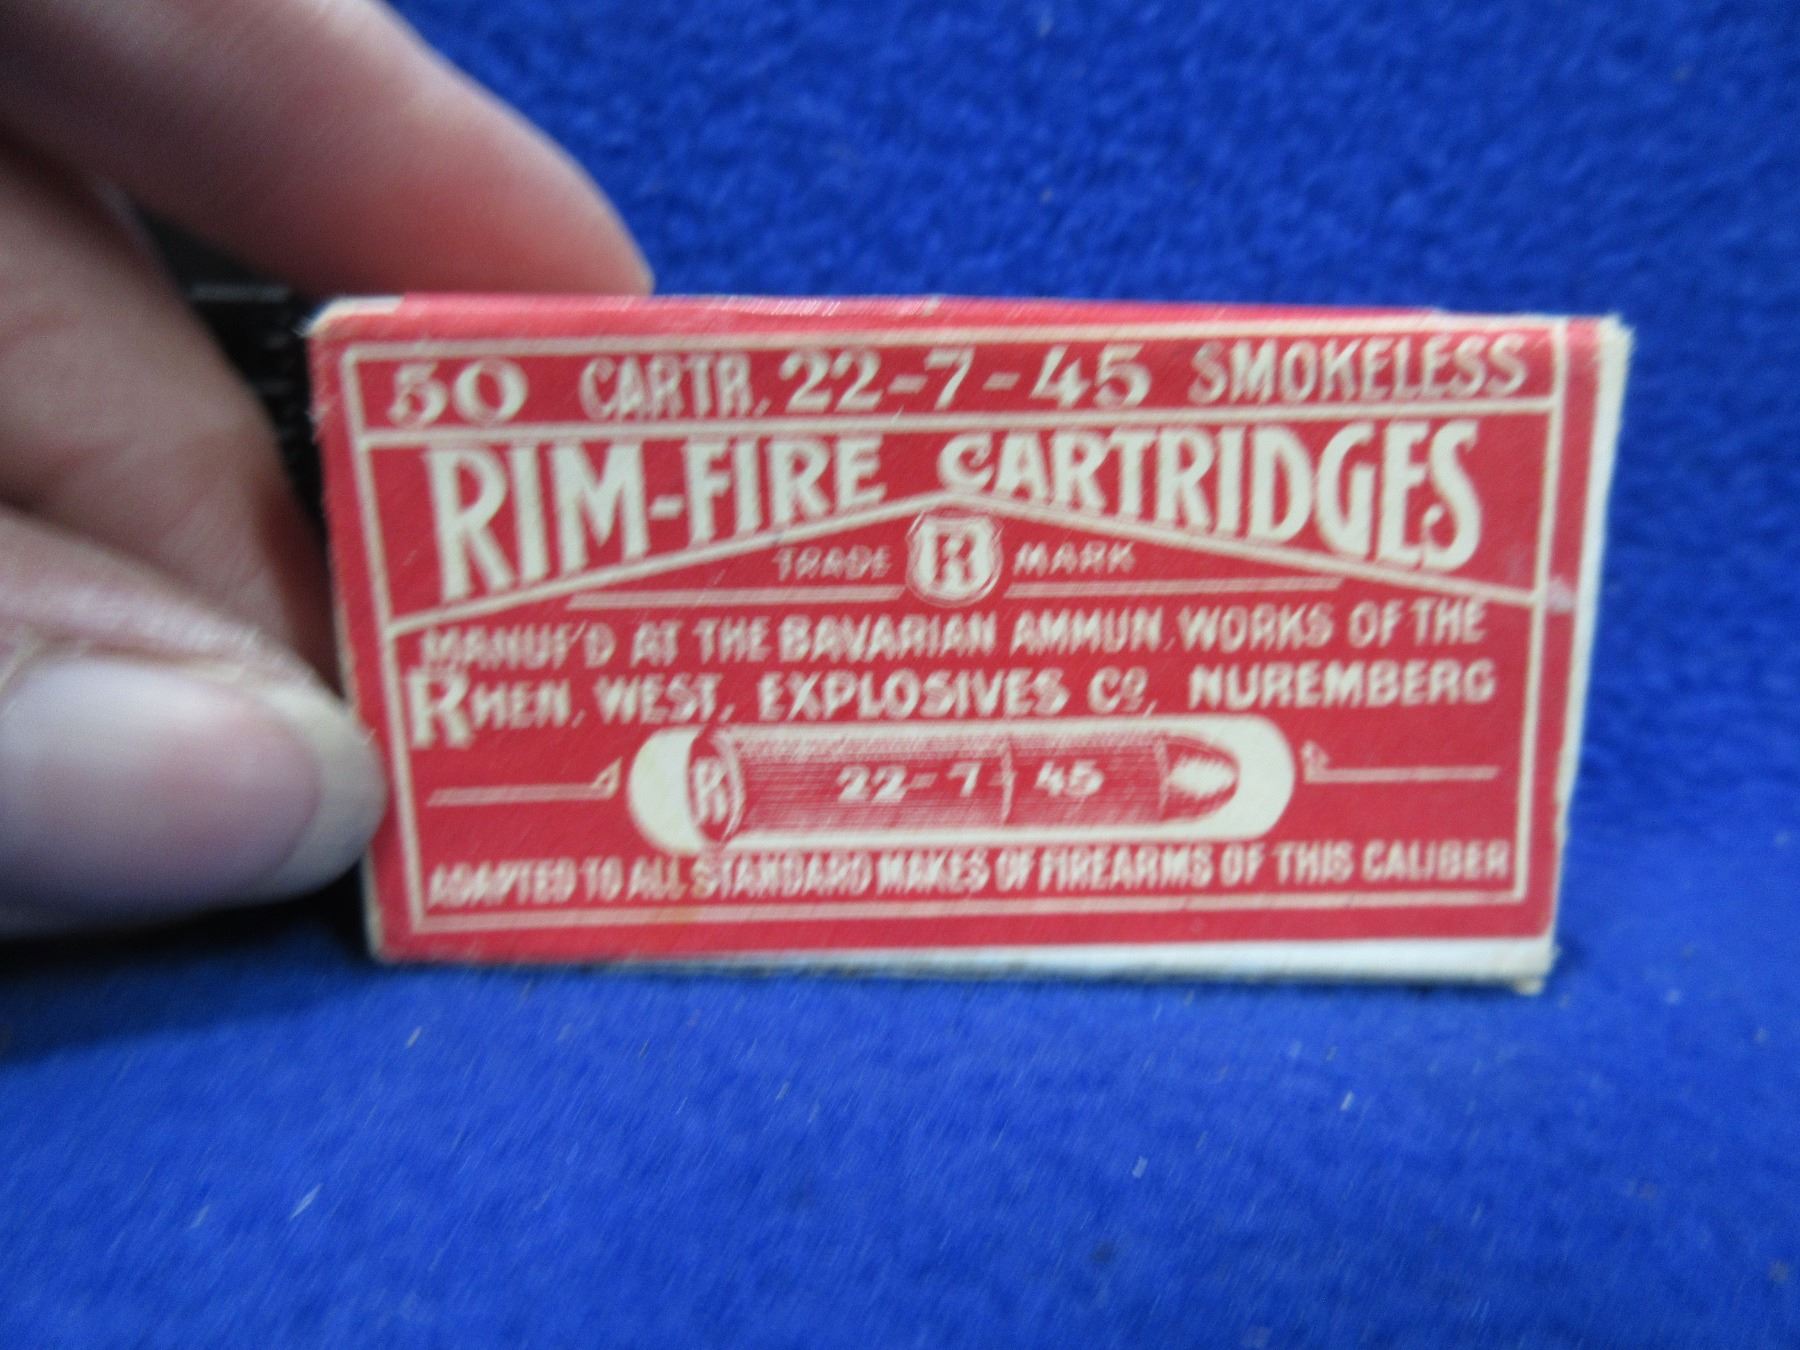 50 CARTR. 22-7-45 SMOKELESS
RIM-FIRE CARTRIDGES
TRADE R MARK
MANUF'D AT THE BAVARIAN AMMUN. WORKS OF THE
RHEN. WEST. EXPLOSIVES Co. NUREMBERG
R 22-7-45
ADAPTED TO ALL STANDARD MAKES OF FIREARMS OF THIS CALIBER